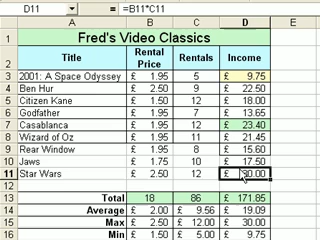 D11 =B11*C11
A B C D E
1 Fred's Video Classics
2 Title Rental Price Rentals Income
3 2001: A Space Odyssey £ 1.95 5 £ 9.75
4 Ben Hur £ 2.50 9 £ 22.50
5 Citizen Kane £ 1.50 12 £ 18.00
6 Godfather £ 1.95 7 £ 13.65
7 Casablanca £ 1.95 12 £ 23.40
8 Wizard of Oz £ 1.95 11 £ 21.45
9 Rear Window £ 1.95 8 £ 15.60
10 Jaws £ 1.75 10 £ 17.50
11 Star Wars £ 2.50 12 £ 30.00
12
13 Total 18 86 £ 171.85
14 Average £ 2.00 £ 9.56 £ 19.09
15 Max £ 2.50 £ 12.00 £ 30.00
16 Min £ 1.50 £ 5.00 £ 9.75